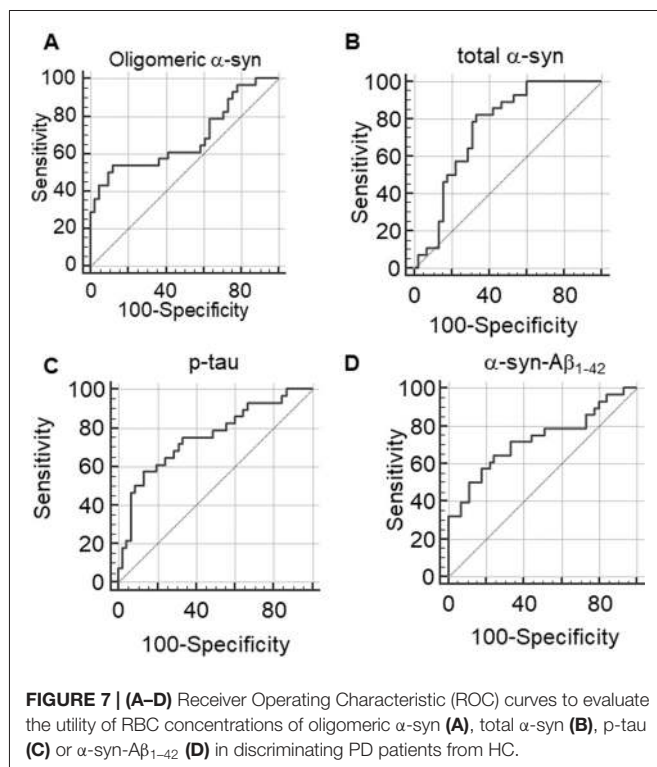 A
Oligomeric α-syn
100
80
60
40
20
0
Sensitivity
0 40 80
100-Specificity
B
total α-syn
100
80
60
40
20
0
Sensitivity
0 40 80
100-Specificity
C
p-tau
100
80
60
40
20
0
Sensitivity
0 40 80
100-Specificity
D
α-syn-Aβ1–42
100
80
60
40
20
0
Sensitivity
0 40 80
100-Specificity
FIGURE 7 | (A–D) Receiver Operating Characteristic (ROC) curves to evaluate
the utility of RBC concentrations of oligomeric α-syn (A), total α-syn (B), p-tau
(C) or α-syn-Aβ1–42 (D) in discriminating PD patients from HC.